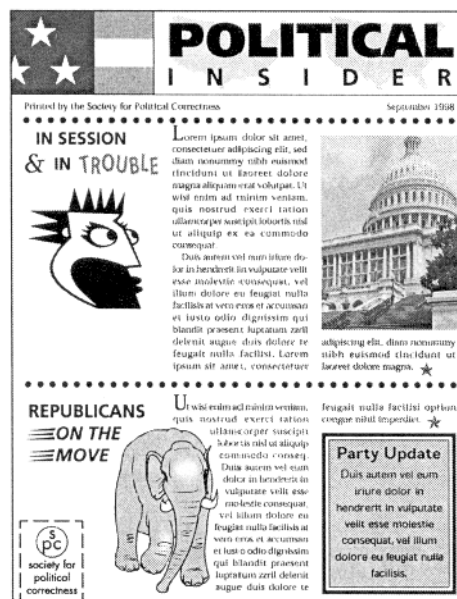 POLITICAL
INSIDER
Printed by the Society for Political Correctness
September 1998
IN SESSION
& IN TROUBLE
Lorem ipsum dolor sit amet,
consectetuer adipiscing elit, sed
diam nonummy nibh euismod
tincidunt ut laoreet dolore
magna aliquam erat volutpat. Ut
wisi enim ad minim veniam,
quis nostrud exerci tation
ullamcorper suscipit lobortis nisl
ut aliquip ex ea commodo
consequat.
Duis autem vel eum iriure do-
lor in hendrerit in vulputate velit
esse molestie consequat, vel
illum dolore eu feugiat nulla
facilisis at vero eros et accumsan
et iusto odio dignissim qui
blandit praesent luptatum zzril
delenit augue duis dolore te
feugait nulla facilisi. Lorem
ipsum sit amet, consectetuer
adipiscing elit, diam nonummy
nibh euismod tincidunt ut
laoreet dolore magna.
REPUBLICANS
ON THE
MOVE
Ut wisi enim ad minim veniam,
quis nostrud exerci tation
ullamcorper suscipit
lobortis nisl ut aliquip
commodo conseq.
Duis autem vel eum
dolor in hendrerit in
vulputate velit esse
molestie consequat,
vel illum dolore eu
feugiat nulla facilisis at
vero eros et accumsan
et iusto odio dignissim
qui blandit praesent
luptatum zzril delenit
augue duis dolore te
feugait nulla facilisi option
congue nihil imperdiet.
Party Update
Duis autem vel eum
iriure dolor in
hendrerit in vulputate
velit esse molestie
consequat, vel illum
dolore eu feugiat nulla
facilisis.
s
pc
society for
political
correctness